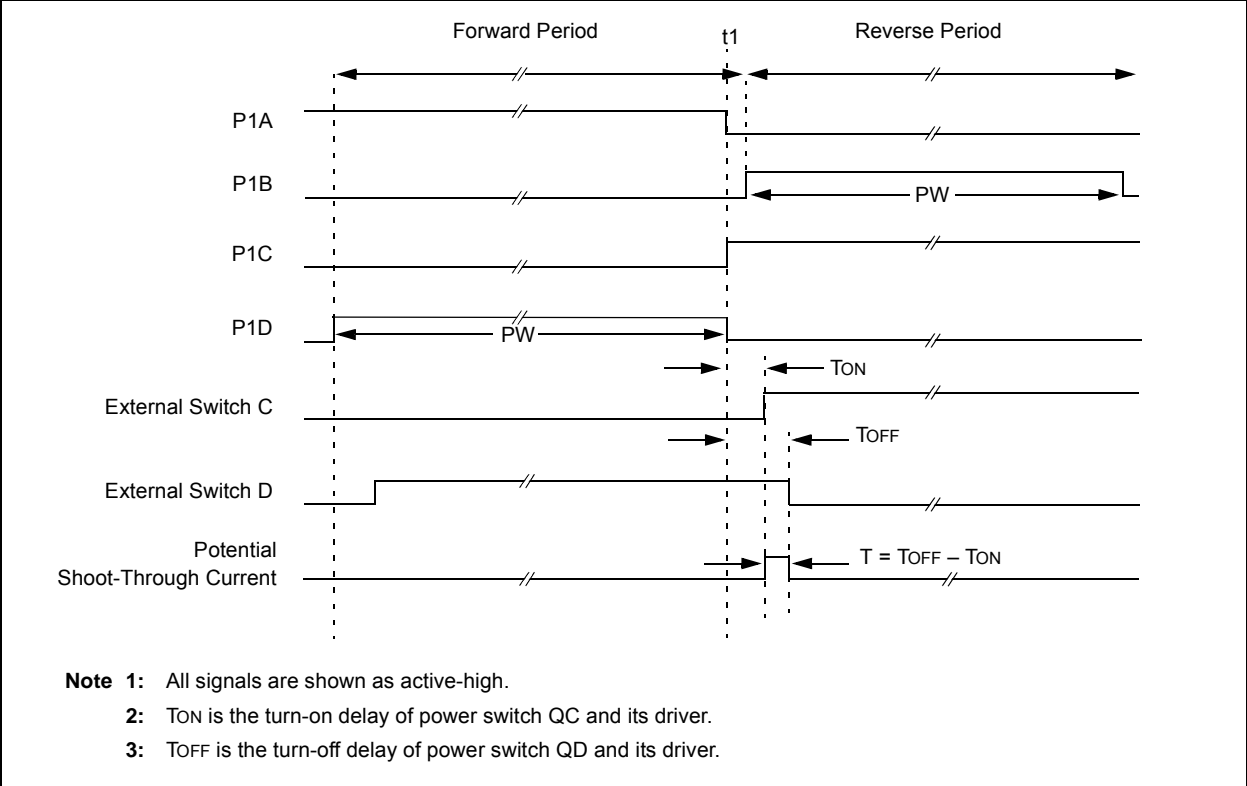 Forward Period
t1
Reverse Period
P1A
P1B
PW
P1C
P1D
PW
TON
External Switch C
TOFF
External Switch D
Potential
Shoot-Through Current
T = TOFF – TON
Note 1: All signals are shown as active-high.
2: TON is the turn-on delay of power switch QC and its driver.
3: TOFF is the turn-off delay of power switch QD and its driver.